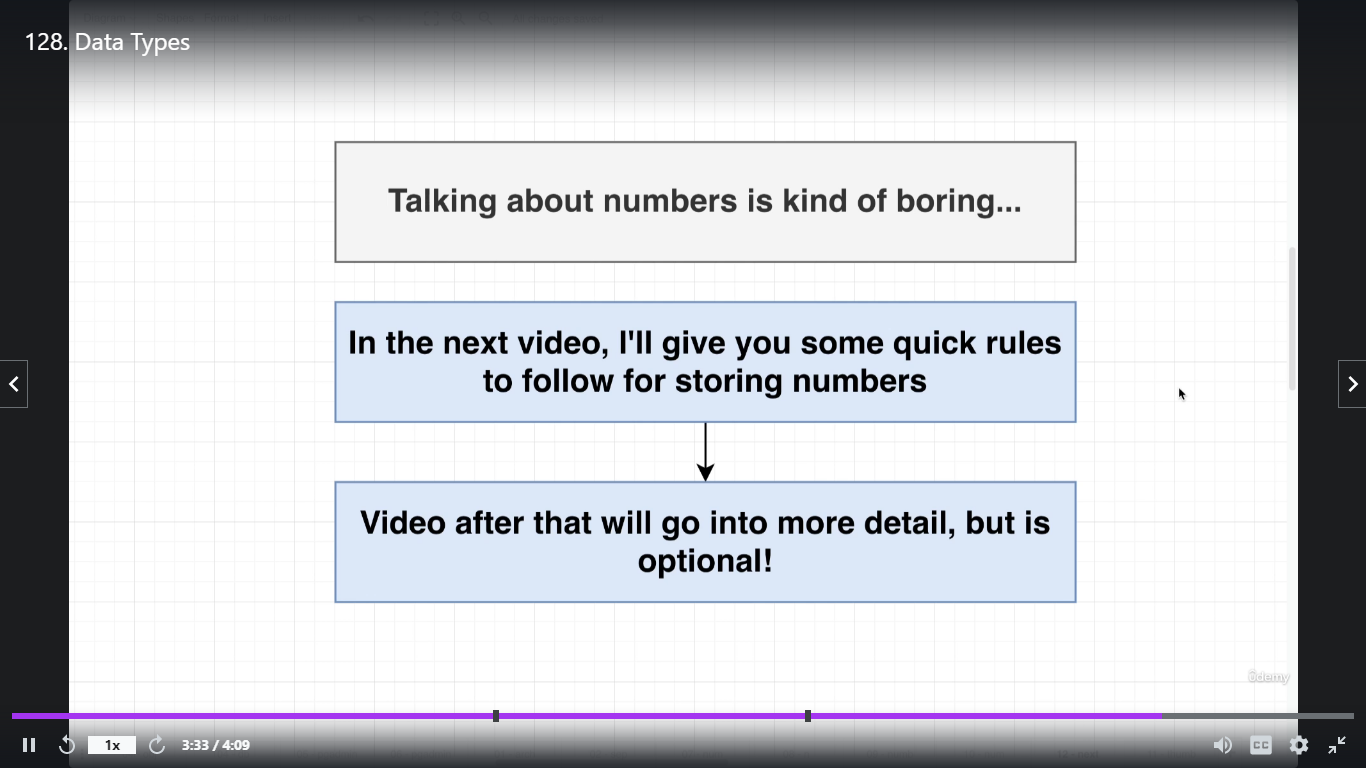 128. Data Types
Talking about numbers is kind of boring...
In the next video, I'll give you some quick rules
to follow for storing numbers
Video after that will go into more detail, but is
optional!
ûdemy
1x
3:33 / 4:09
CC